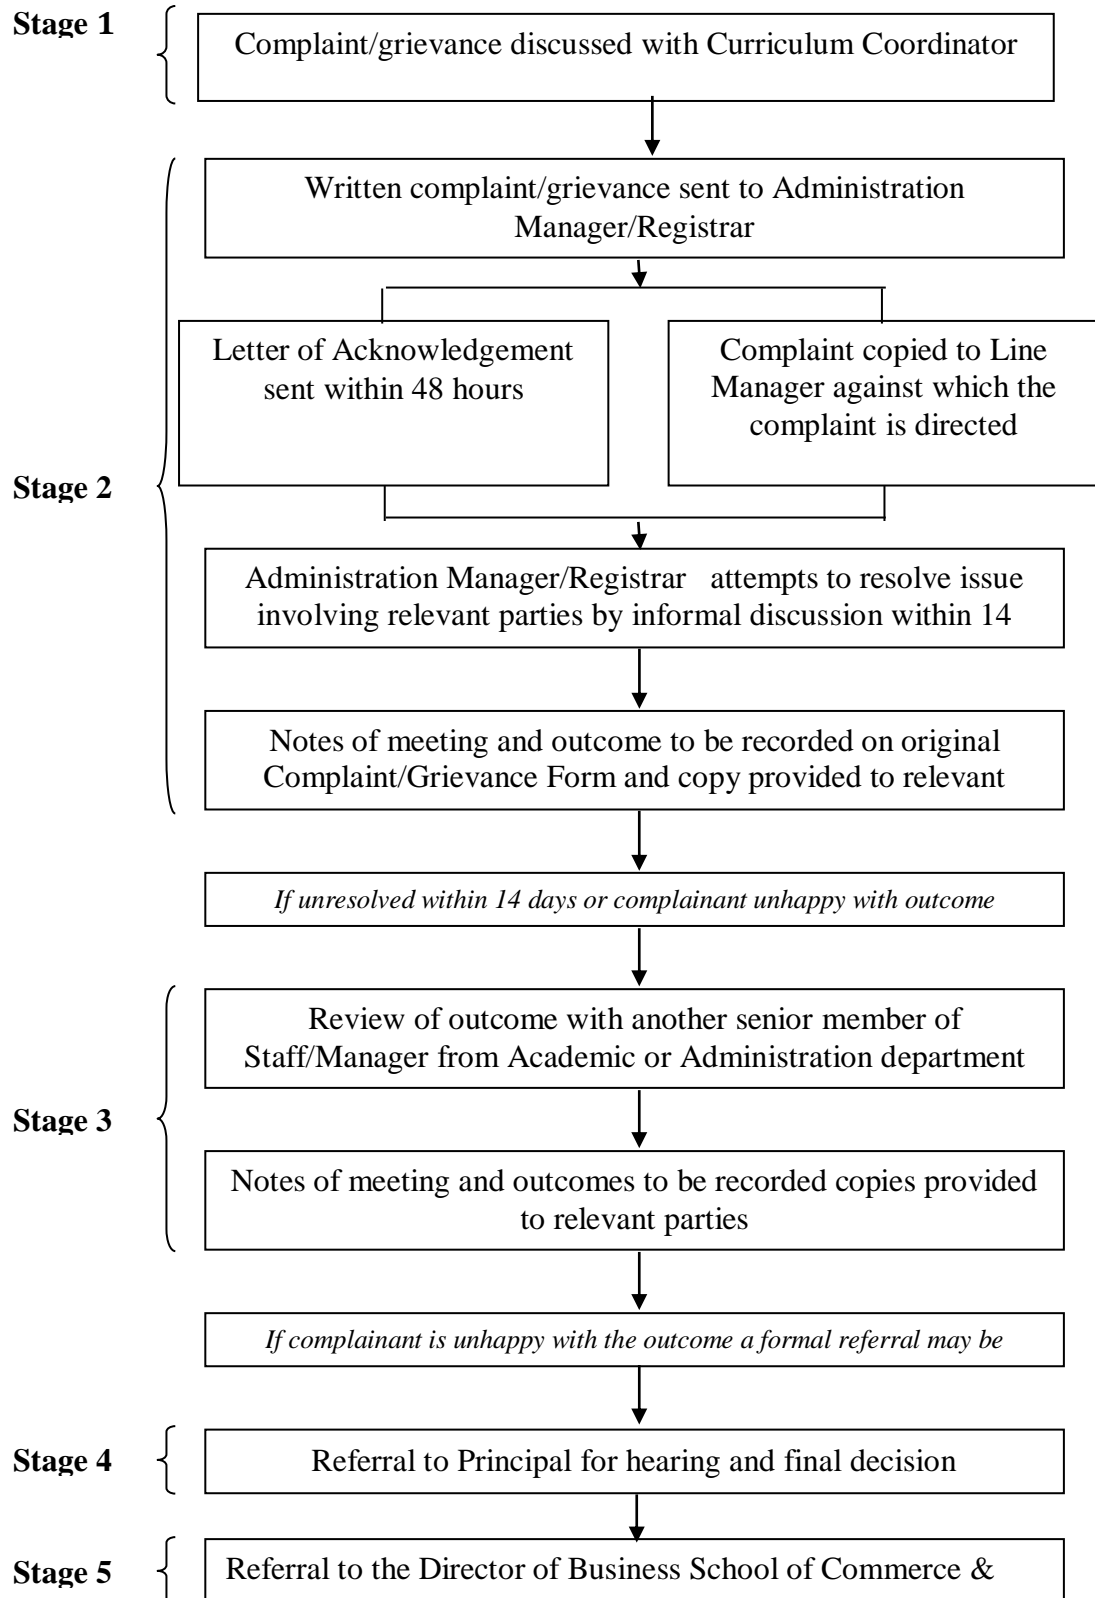 Stage 1
Complaint/grievance discussed with Curriculum Coordinator
Written complaint/grievance sent to Administration
Manager/Registrar
Letter of Acknowledgement
sent within 48 hours
Complaint copied to Line
Manager against which the
complaint is directed
Stage 2
Administration Manager/Registrar attempts to resolve issue
involving relevant parties by informal discussion within 14
Notes of meeting and outcome to be recorded on original
Complaint/Grievance Form and copy provided to relevant
If unresolved within 14 days or complainant unhappy with outcome
Review of outcome with another senior member of
Staff/Manager from Academic or Administration department
Stage 3
Notes of meeting and outcomes to be recorded copies provided
to relevant parties
If complainant is unhappy with the outcome a formal referral may be
Stage 4
Referral to Principal for hearing and final decision
Stage 5
Referral to the Director of Business School of Commerce &